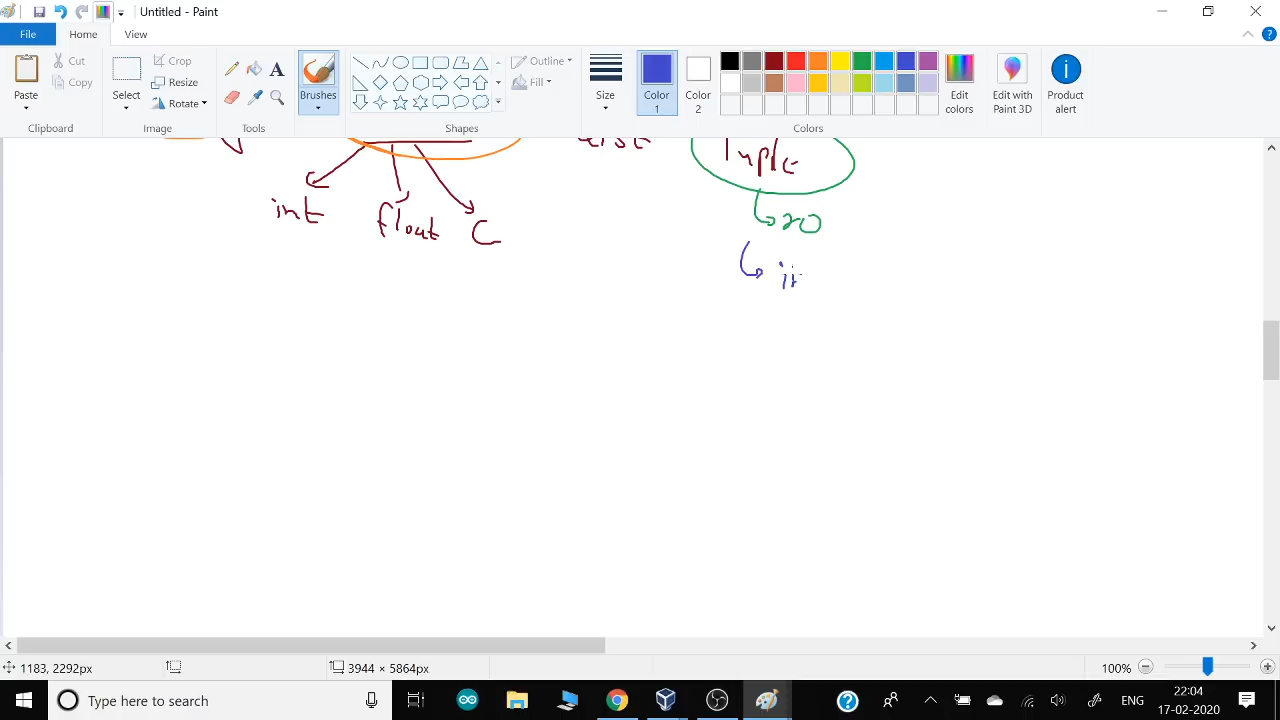 Untitled - Paint
File Home View
Paste
Cut
Copy
Clipboard
Select
Crop
Resize
Rotate
Image
Tools
Brushes
Outline
Fill
Shapes
Size
Color 1
Color 2
Edit colors
Colors
Edit with Paint 3D
Product alert
Tuple
int float C
20
1183, 2292px
3944 × 5864px
100%
Type here to search
ENG
22:04
17-02-2020